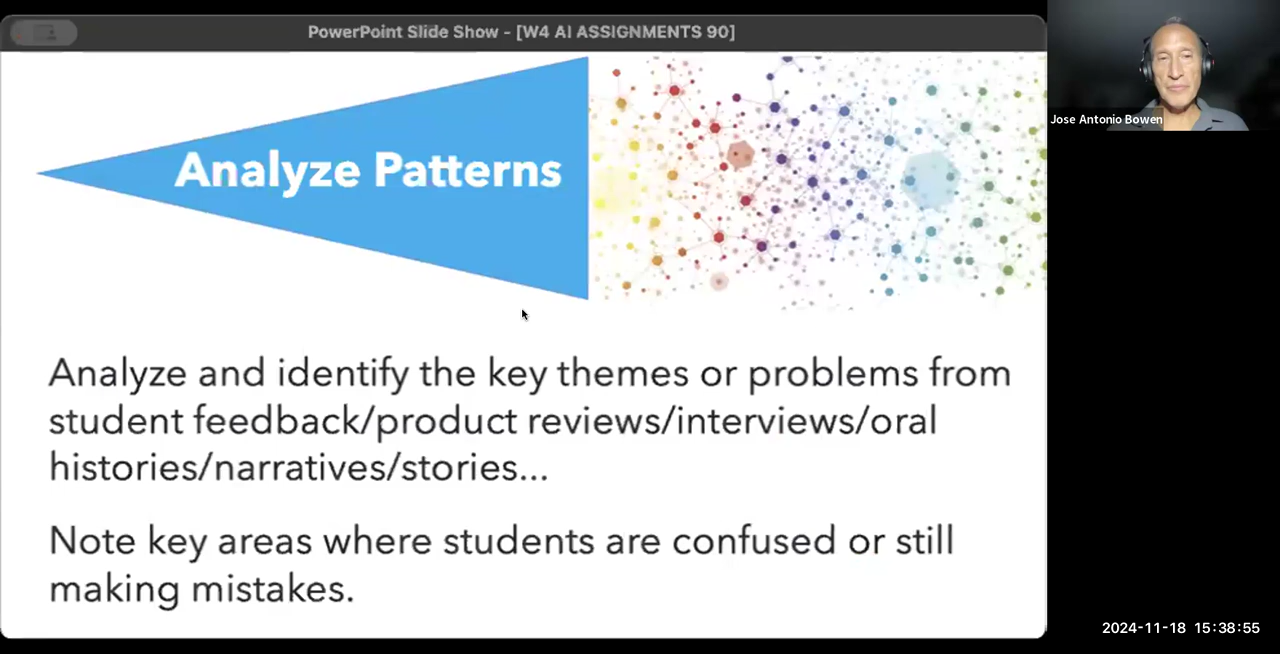 PowerPoint Slide Show - [W4 AI ASSIGNMENTS 90]
Jose Antonio Bowen
Analyze Patterns
Analyze and identify the key themes or problems from
student feedback/product reviews/interviews/oral
histories/narratives/stories...
Note key areas where students are confused or still
making mistakes.
2024-11-18 15:38:55